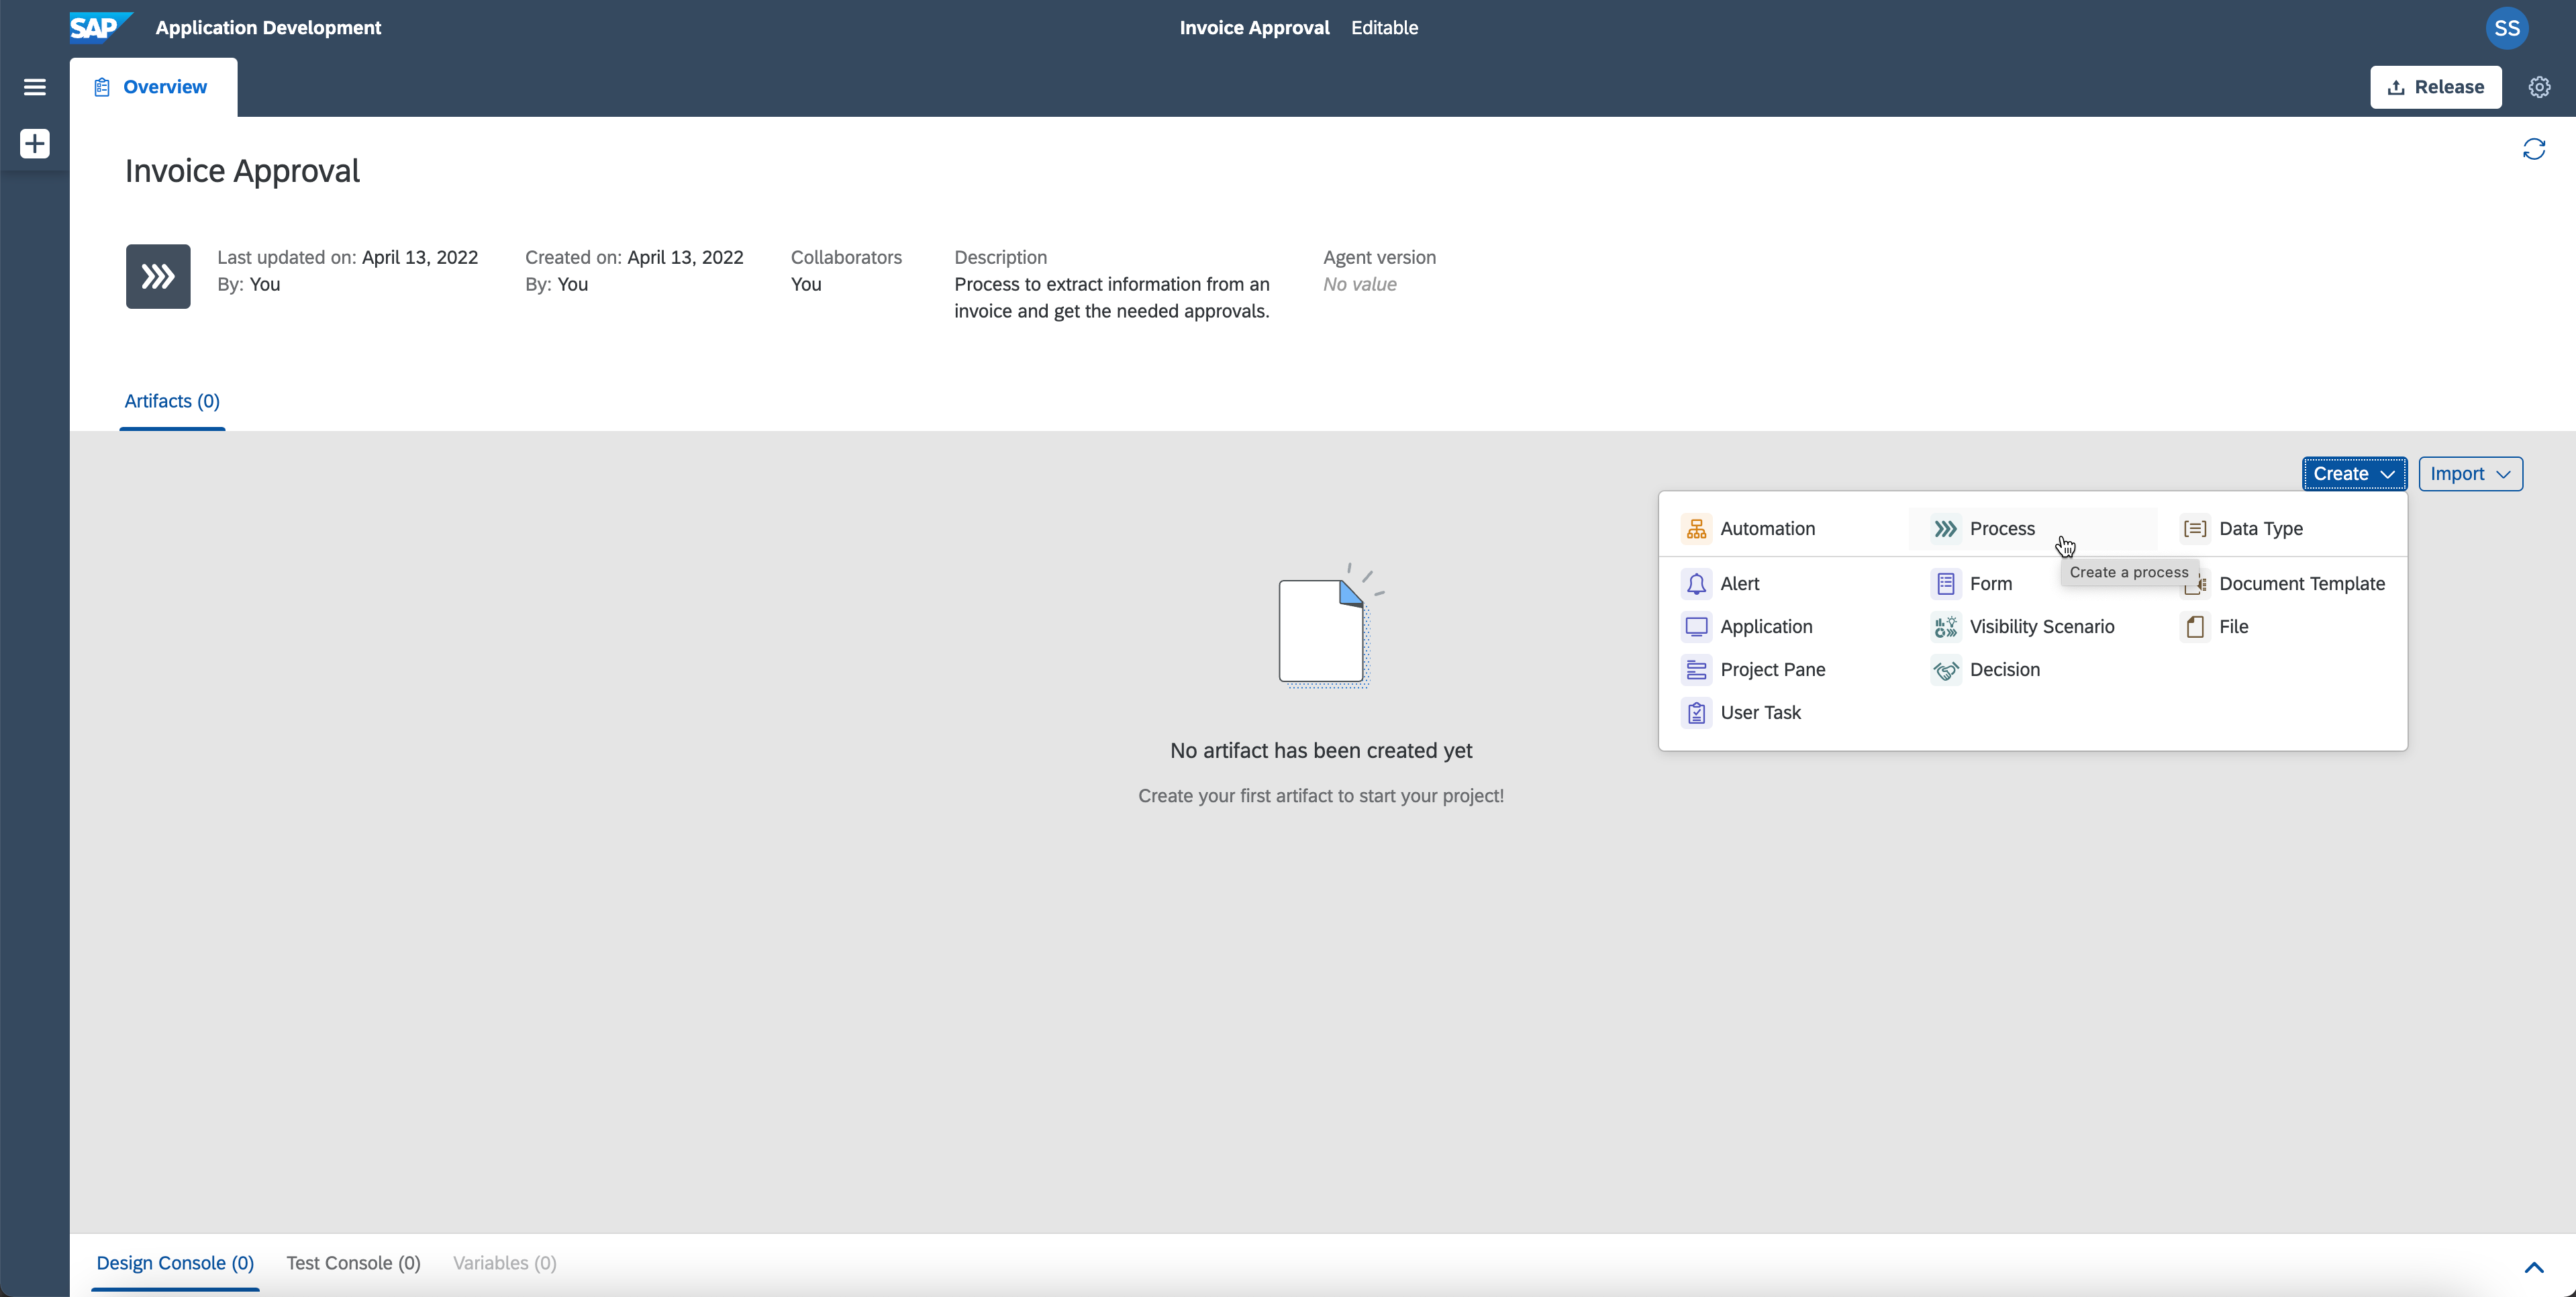 SAP Application Development
Invoice Approval Editable
SS
Overview
Release
Invoice Approval
Last updated on: April 13, 2022
By: You
Created on: April 13, 2022
By: You
Collaborators
You
Description
Process to extract information from an
invoice and get the needed approvals.
Agent version
No value
Artifacts (0)
Create
Import
Automation
Process
Data Type
Create a process
Alert
Form
Document Template
Application
Visibility Scenario
File
Project Pane
Decision
User Task
No artifact has been created yet
Create your first artifact to start your project!
Design Console (0)
Test Console (0)
Variables (0)